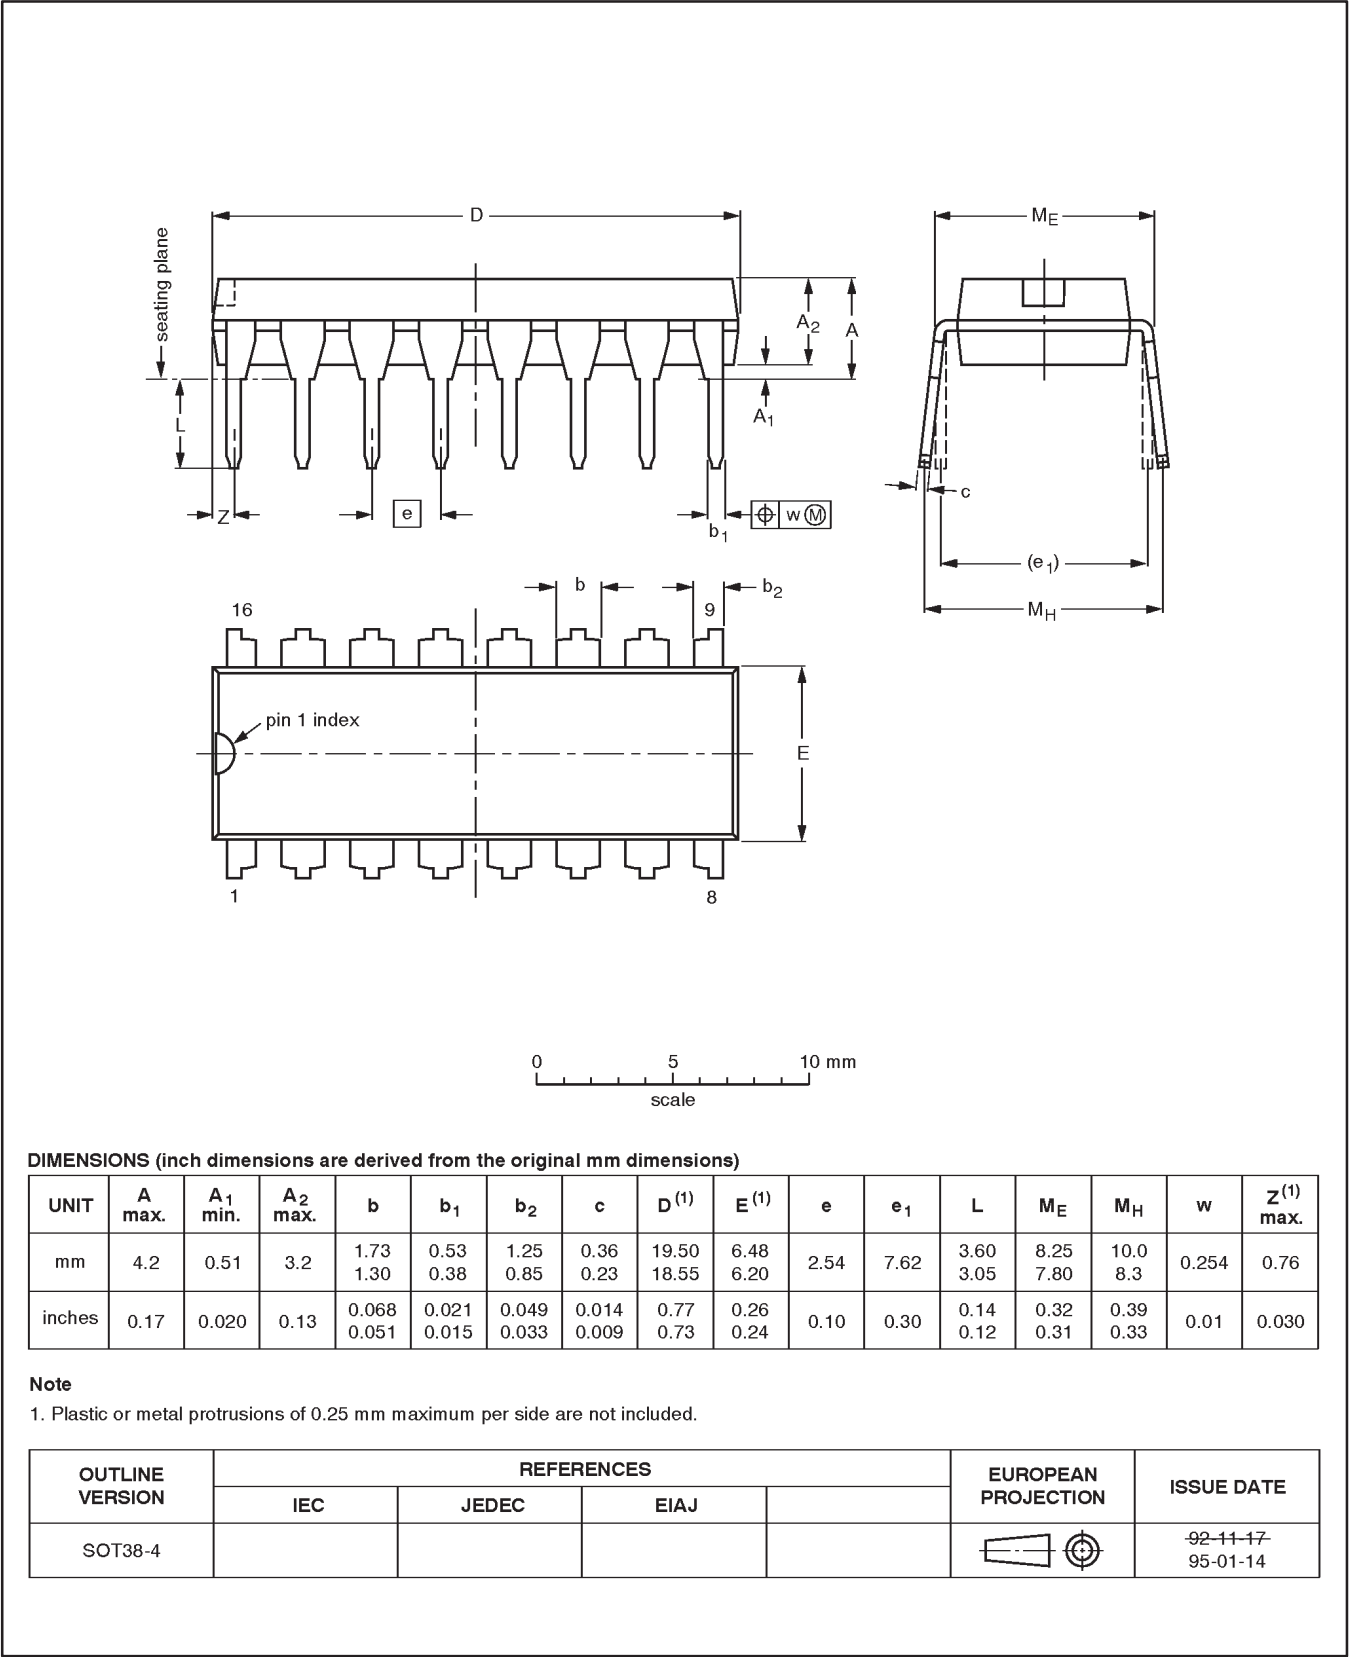 D
ME
seating plane
A2
A
A1
L
c
Z
e
b1
w M
(e1)
MH
b
b2
16
9
pin 1 index
E
1
8
0 5 10 mm
scale
DIMENSIONS (inch dimensions are derived from the original mm dimensions)
UNIT A max. A1 min. A2 max. b b1 b2 c D(1) E(1) e e1 L ME MH w Z(1) max.
mm 4.2 0.51 3.2 1.73 1.30 0.53 0.38 1.25 0.85 0.36 0.23 19.50 18.55 6.48 6.20 2.54 7.62 3.60 3.05 8.25 7.80 10.0 8.3 0.254 0.76
inches 0.17 0.020 0.13 0.068 0.051 0.021 0.015 0.049 0.033 0.014 0.009 0.77 0.73 0.26 0.24 0.10 0.30 0.14 0.12 0.32 0.31 0.39 0.33 0.01 0.030
Note
1. Plastic or metal protrusions of 0.25 mm maximum per side are not included.
OUTLINE VERSION
REFERENCES
IEC JEDEC EIAJ
EUROPEAN PROJECTION
ISSUE DATE
SOT38-4
92-11-17
95-01-14